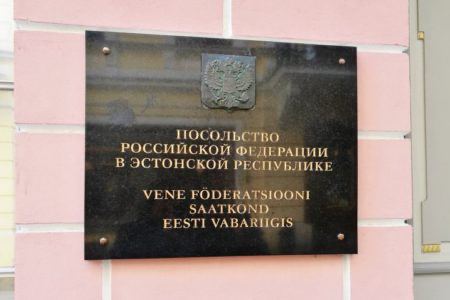 ПОСОЛЬСТВО
РОССИЙСКОЙ ФЕДЕРАЦИИ
В ЭСТОНСКОЙ РЕСПУБЛИКЕ
VENE FÖDERATSIOONI
SAATKOND
EESTI VABARIIGIS